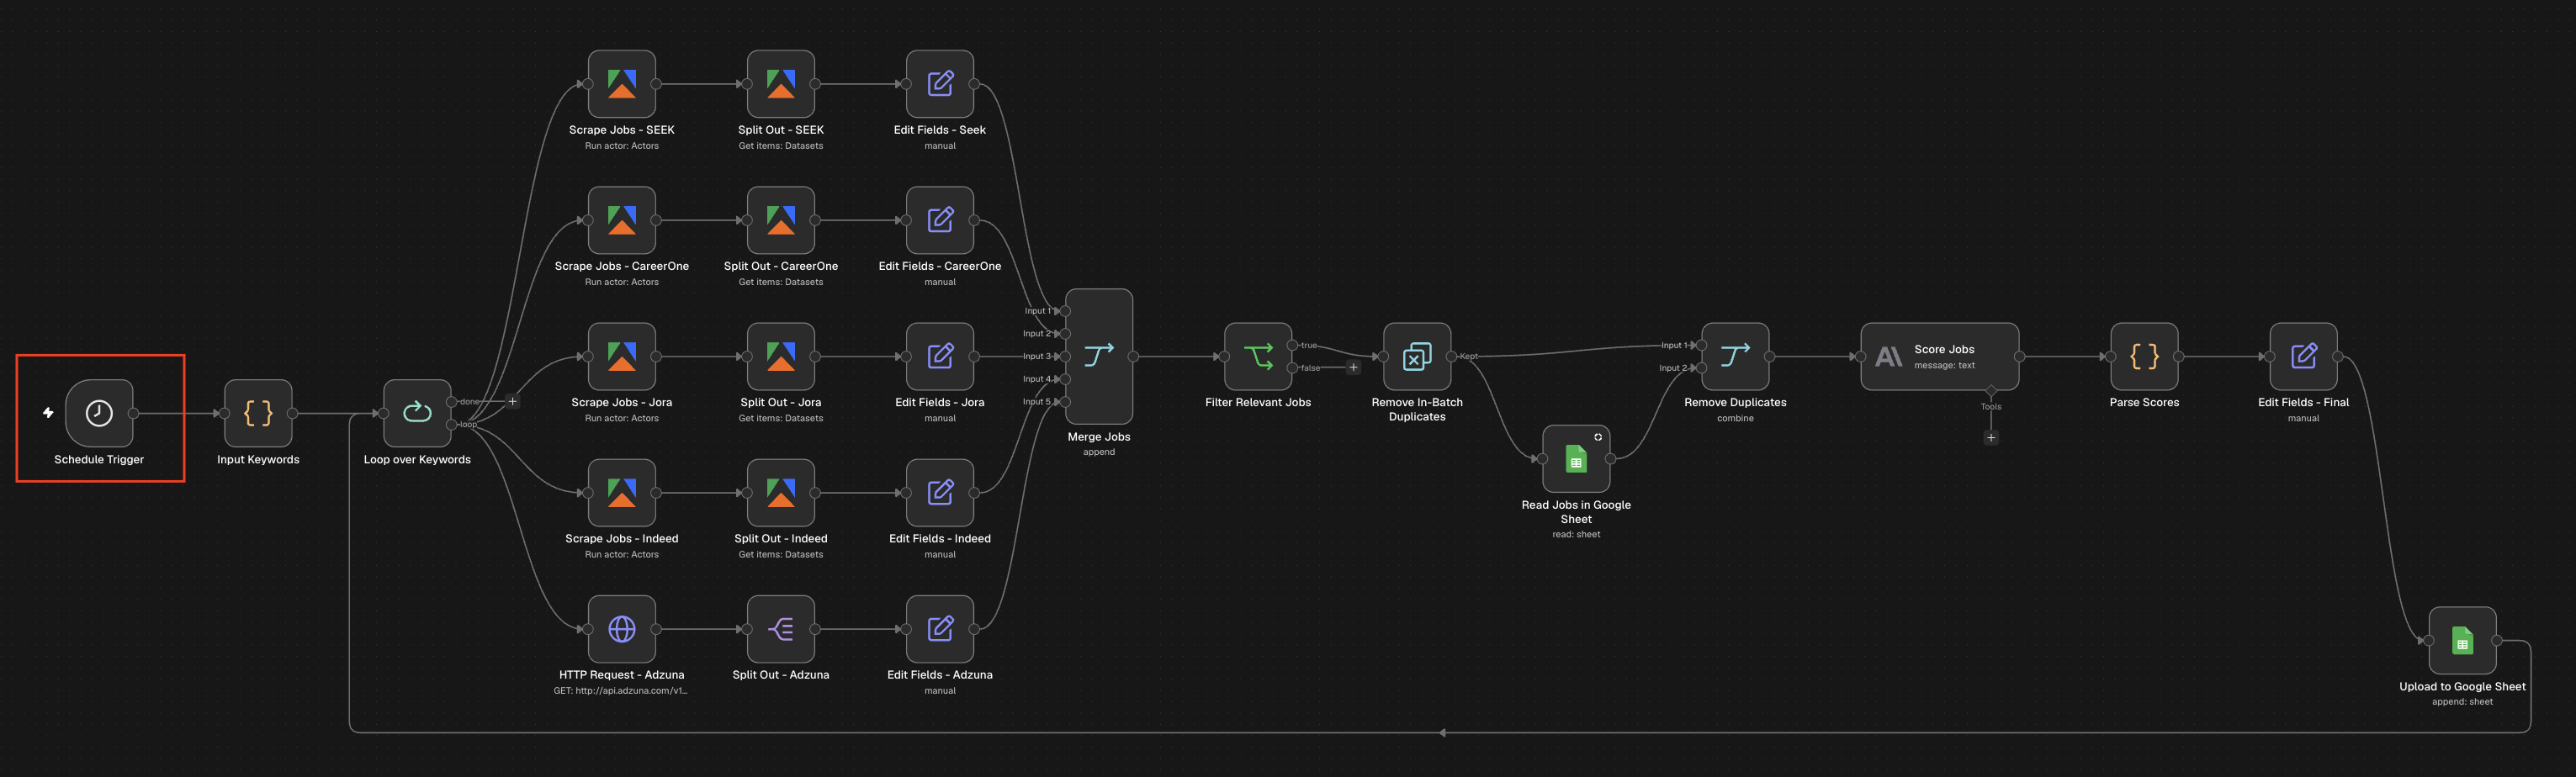 Scrape Jobs - SEEK
Run actor: Actors
Split Out - SEEK
Get items: Datasets
Edit Fields - Seek
manual
Scrape Jobs - CareerOne
Run actor: Actors
Split Out - CareerOne
Get items: Datasets
Edit Fields - CareerOne
manual
Input 1
Input 2
Input 3
Input 4
Input 5
Merge Jobs
append
Schedule Trigger
Input Keywords
done
loop
Loop over Keywords
Scrape Jobs - Jora
Run actor: Actors
Split Out - Jora
Get items: Datasets
Edit Fields - Jora
manual
Scrape Jobs - Indeed
Run actor: Actors
Split Out - Indeed
Get items: Datasets
Edit Fields - Indeed
manual
HTTP Request - Adzuna
GET: http://api.adzuna.com/v1...
Split Out - Adzuna
Edit Fields - Adzuna
manual
true
false
Filter Relevant Jobs
Kept
Remove In-Batch
Duplicates
Read Jobs in Google
Sheet
read: sheet
Input 1
Input 2
Remove Duplicates
combine
Score Jobs
message: text
Tools
Parse Scores
Edit Fields - Final
manual
Upload to Google Sheet
append: sheet